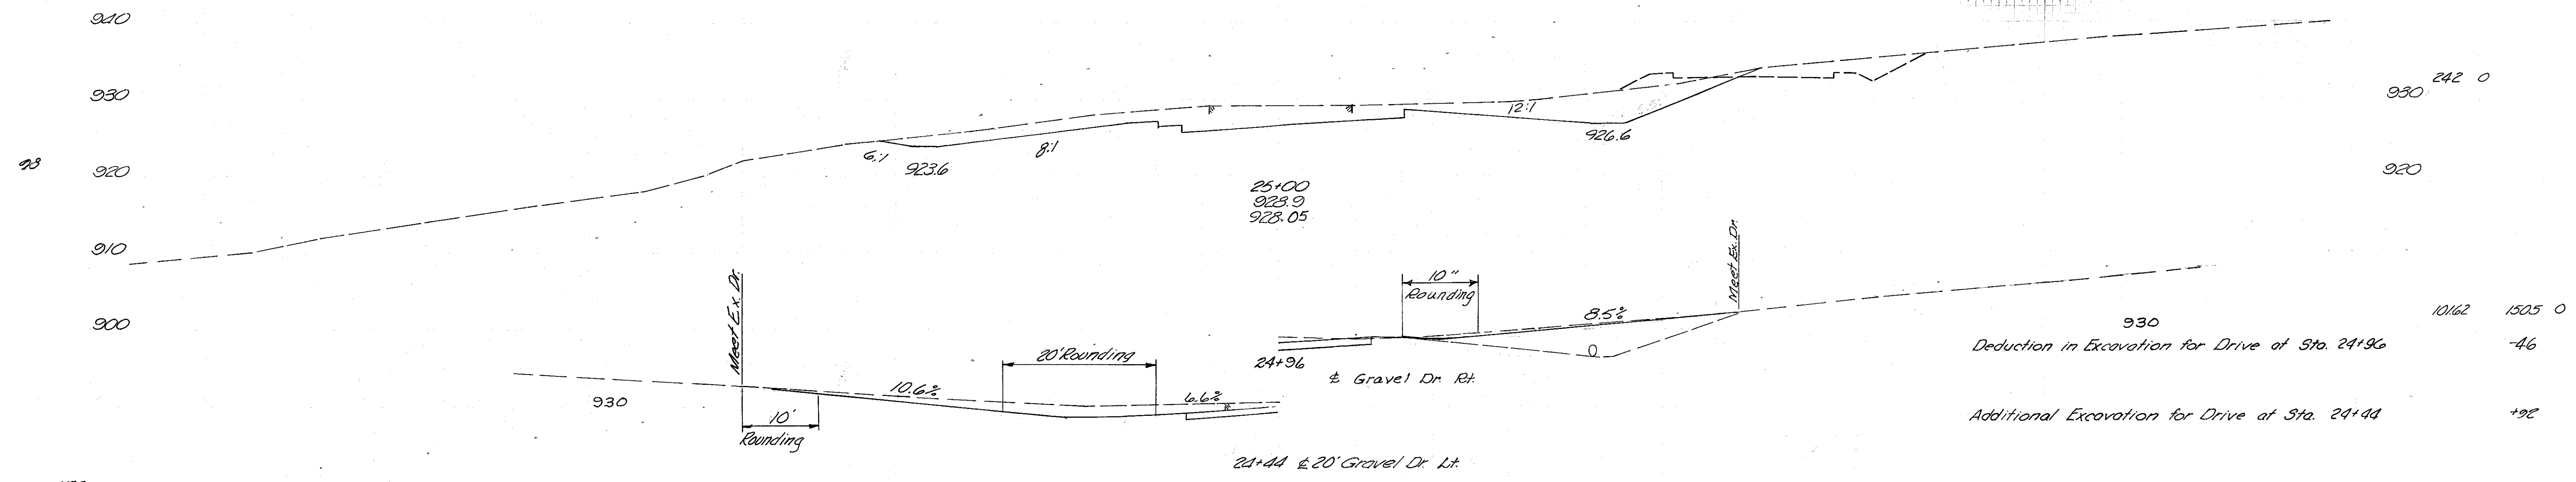 940
930
242 0
930
12:1
926.6
98
920
6:1
923.6
8:1
920
25+00
928.9
928.05
910
Meet Ex. Dr.
Meet Ex. Dr.
10"
Rounding
8.5%
900
930
10162 1505 0
20' Rounding
24+96
Deduction in Excavation for Drive at Sta. 24+96 -46
℄ Gravel Dr. Rt.
10.6%
6.6%
930
10'
Rounding
Additional Excavation for Drive at Sta. 24+44 +92
24+44 ℄ 20' Gravel Dr. Lt.